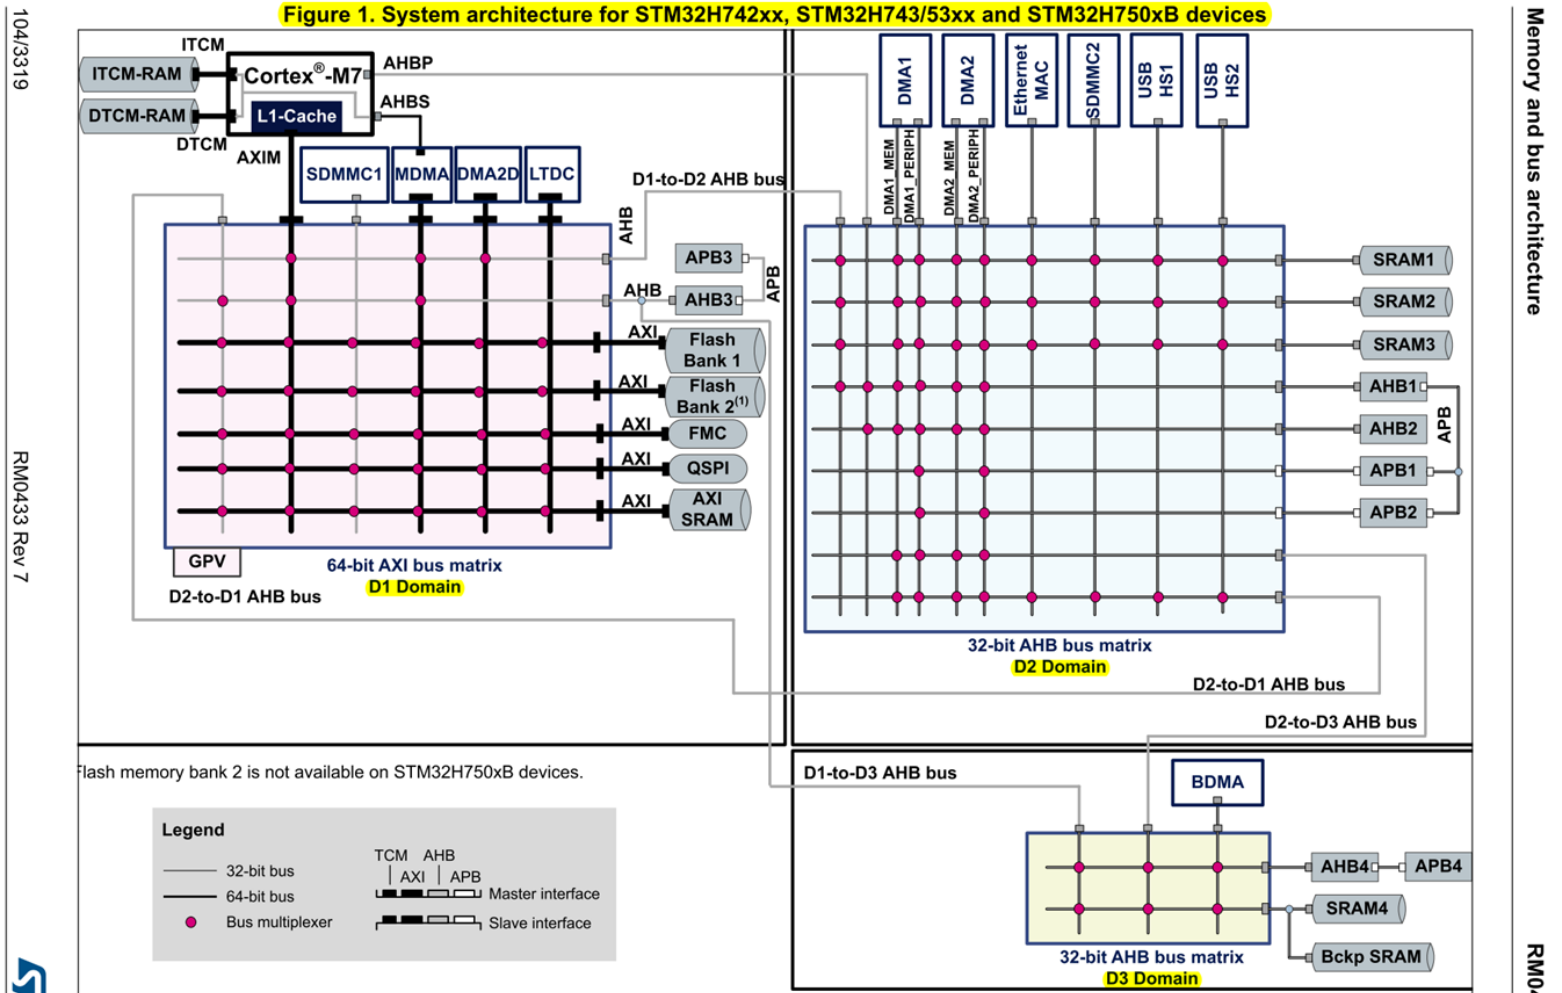 Figure 1. System architecture for STM32H742xx, STM32H743/53xx and STM32H750xB devices
104/3319
RM0433 Rev 7
Memory and bus architecture
RM04
ITCM
ITCM-RAM
Cortex®-M7
AHBP
DTCM-RAM
L1-Cache
AHBS
DTCM
AXIM
SDMMC1
MDMA
DMA2D
LTDC
D1-to-D2 AHB bus
AHB
APB3
APB
AHB
AHB3
AXI
Flash
Bank 1
AXI
Flash
Bank 2(1)
AXI
FMC
AXI
QSPI
AXI
AXI
SRAM
GPV
64-bit AXI bus matrix
D1 Domain
D2-to-D1 AHB bus
DMA1
DMA2
Ethernet
MAC
SDMMC2
USB
HS1
USB
HS2
DMA1_MEM
DMA1_PERIPH
DMA2_MEM
DMA2_PERIPH
SRAM1
SRAM2
SRAM3
AHB1
APB
AHB2
APB1
APB2
32-bit AHB bus matrix
D2 Domain
D2-to-D1 AHB bus
D2-to-D3 AHB bus
Flash memory bank 2 is not available on STM32H750xB devices.
D1-to-D3 AHB bus
BDMA
AHB4
APB4
SRAM4
Bckp SRAM
32-bit AHB bus matrix
D3 Domain
Legend
32-bit bus
64-bit bus
Bus multiplexer
TCM AHB
AXI APB
Master interface
Slave interface
ST